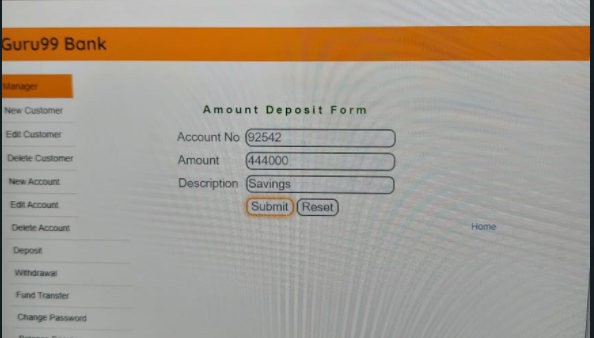 Guru99 Bank
Manager
New Customer
Edit Customer
Delete Customer
New Account
Edit Account
Delete Account
Deposit
Withdrawal
Fund Transfer
Change Password
Amount Deposit Form
Account No 92542
Amount 444000
Description Savings
Submit Reset
Home